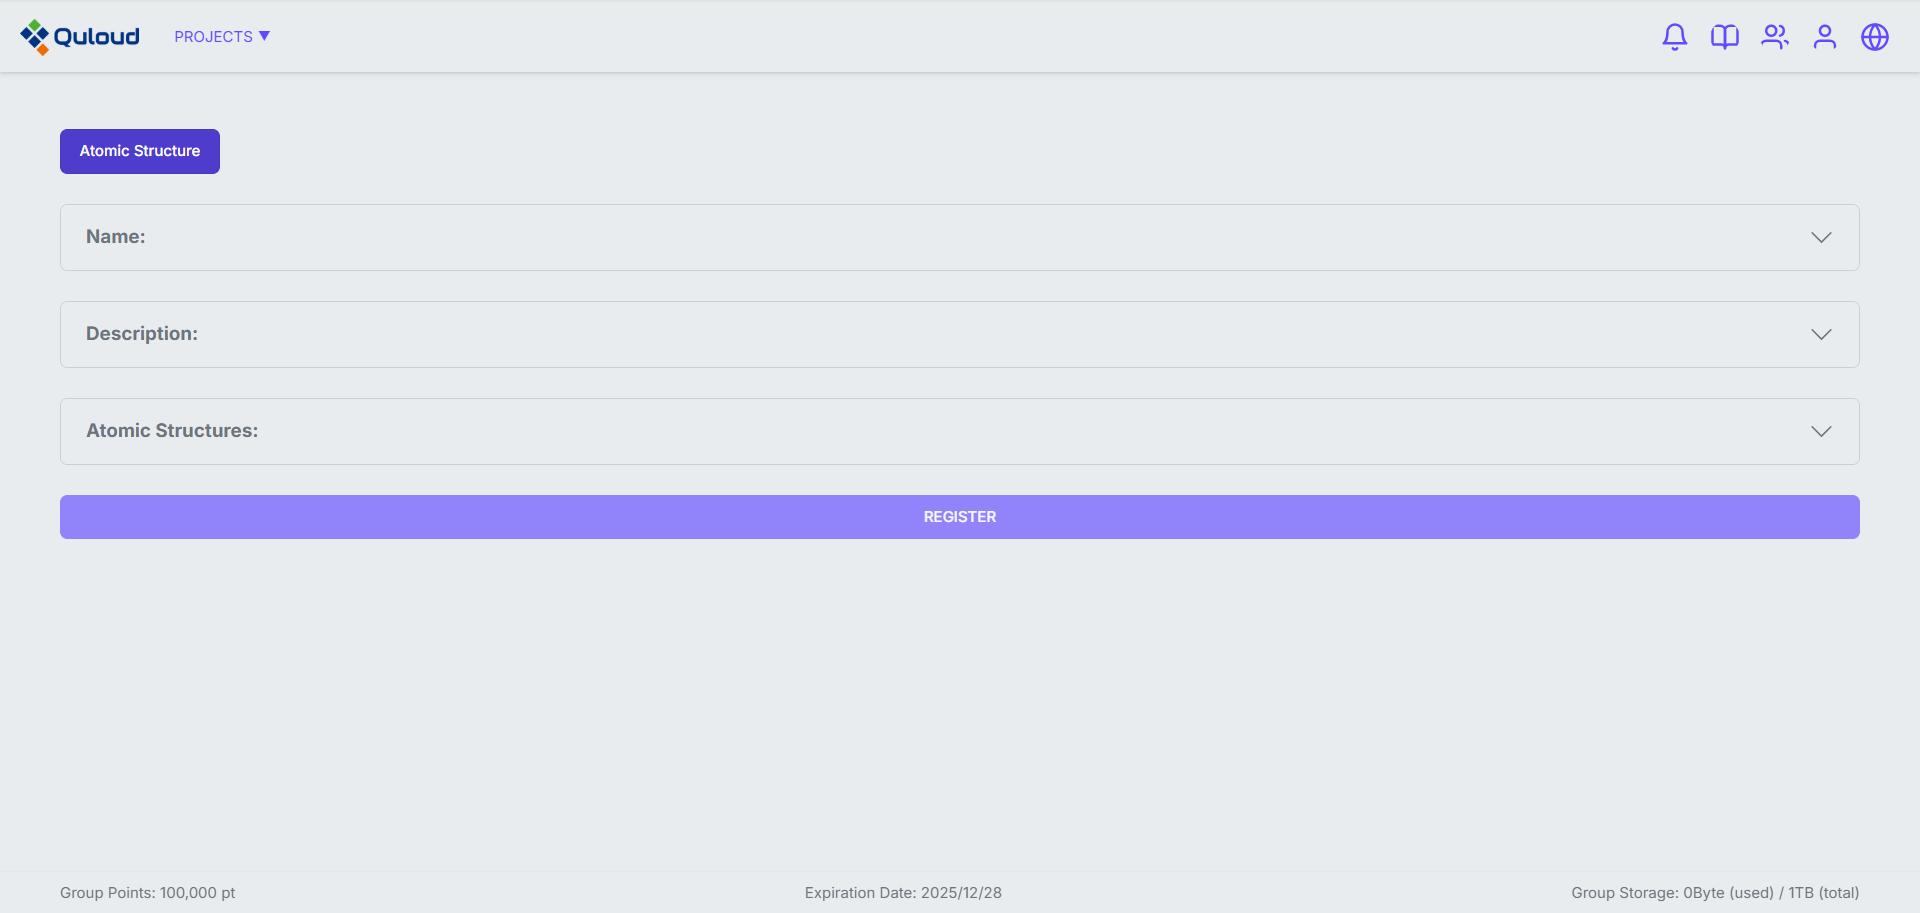 Quloud
PROJECTS ▼
Atomic Structure
Name:
Description:
Atomic Structures:
REGISTER
Group Points: 100,000 pt
Expiration Date: 2025/12/28
Group Storage: 0Byte (used) / 1TB (total)